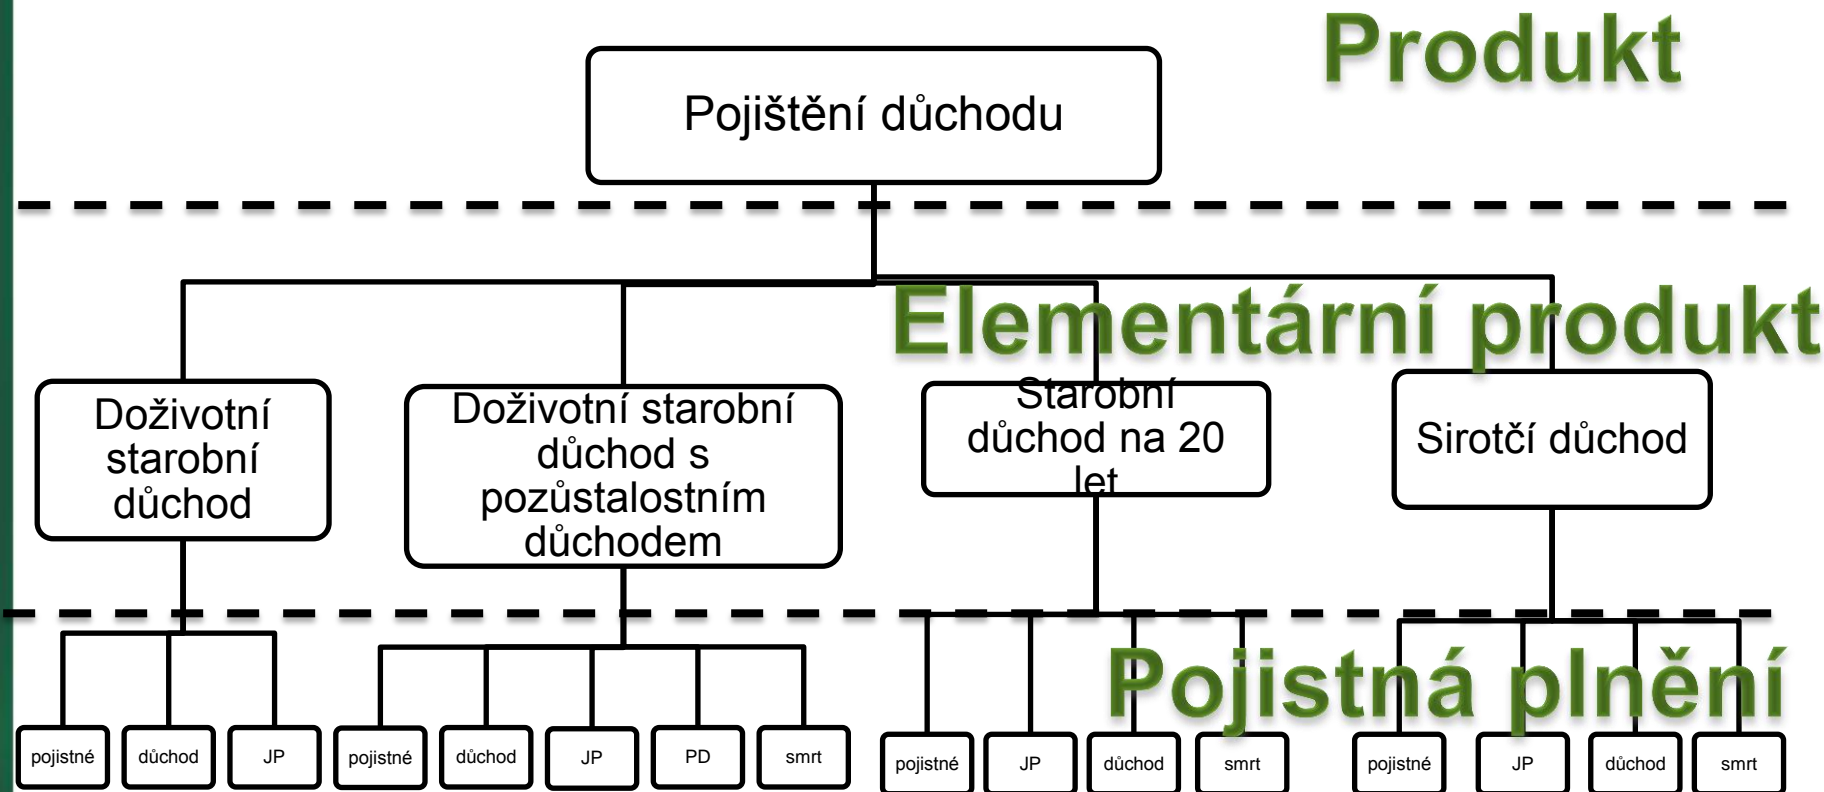 Produkt
Pojištění důchodu
Elementární produkt
Doživotní
starobní
důchod
Doživotní starobní
důchod s
pozůstalostním
důchodem
Starobní
důchod na 20
let
Sirotčí důchod
Pojistná plnění
pojistné
důchod
JP
pojistné
důchod
JP
PD
smrt
pojistné
JP
důchod
smrt
pojistné
JP
důchod
smrt